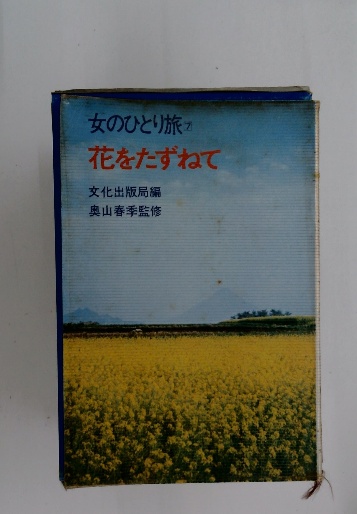 女のひとり旅7
花をたずねて
文化出版局編
奥山春季監修